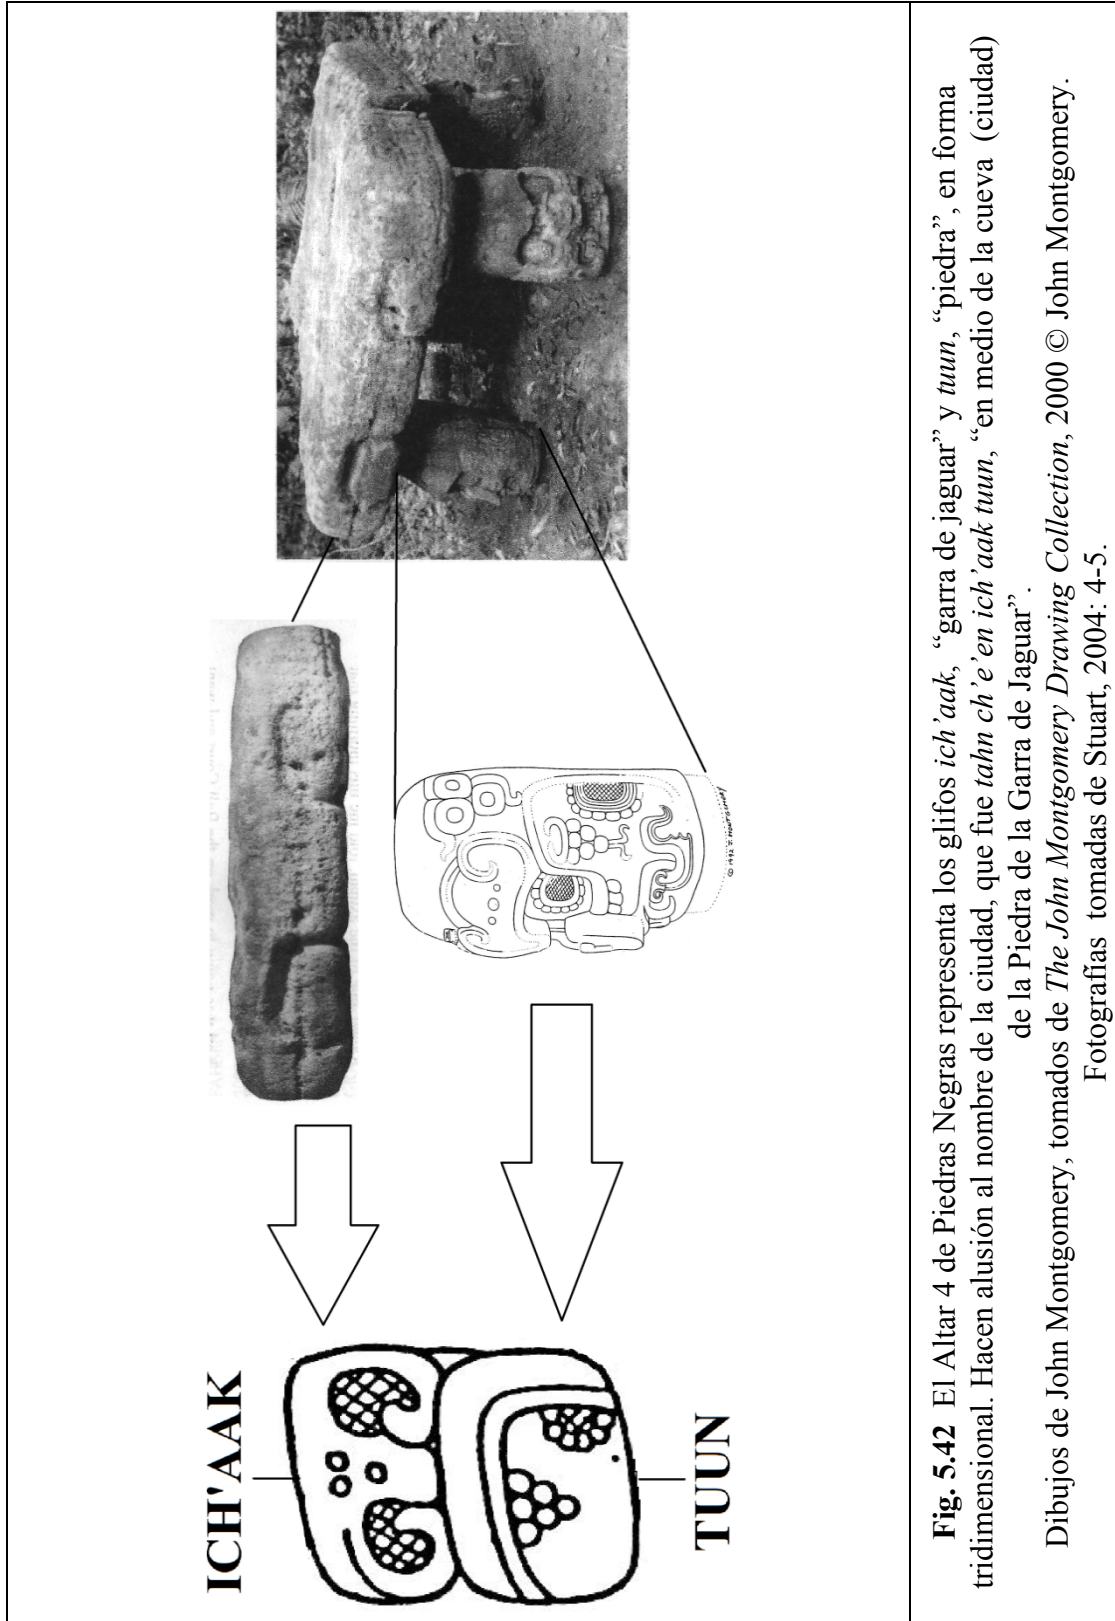 ICH'AAK
TUUN
© 1992 J. MONTGOMERY
Fig. 5.42 El Altar 4 de Piedras Negras representa los glifos ich'aak, “garra de jaguar” y tuun, “piedra”, en forma
tridimensional. Hacen alusión al nombre de la ciudad, que fue tahn ch'e'en ich'aak tuun, “en medio de la cueva (ciudad)
de la Piedra de la Garra de Jaguar”.
Dibujos de John Montgomery, tomados de The John Montgomery Drawing Collection, 2000 © John Montgomery.
Fotografías tomadas de Stuart, 2004: 4-5.